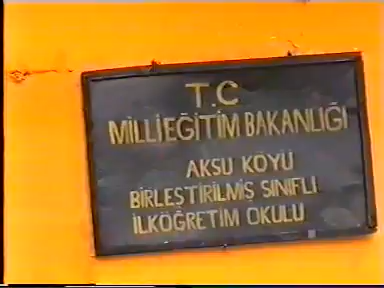 T.C
MİLLİ EĞİTİM BAKANLIĞI
AKSU KÖYÜ
BİRLEŞTİRİLMİŞ SINIFLI
İLKÖĞRETİM OKULU